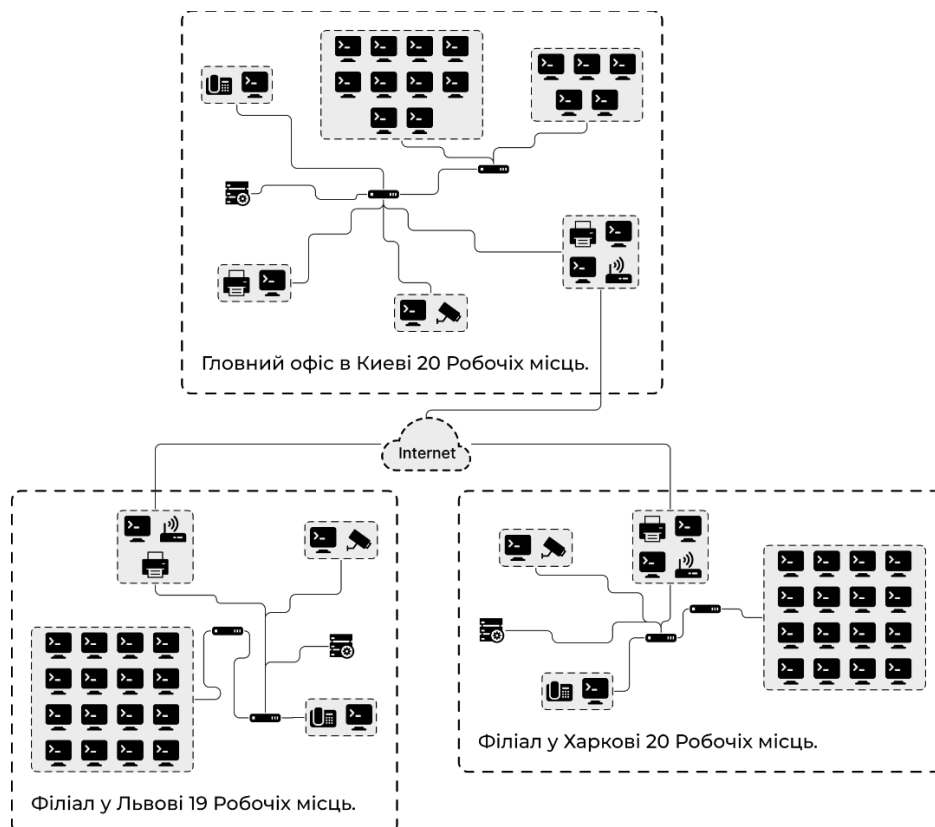 Гловний офіс в Киеві 20 Робочіх місць.
Internet
Філіал у Львові 19 Робочіх місць.
Філіал у Харкові 20 Робочіх місць.